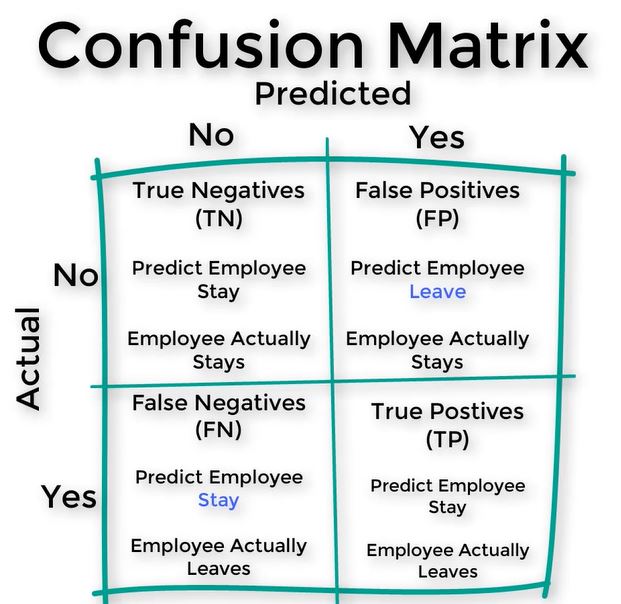 Confusion Matrix
Predicted
No
Yes
Actual
No
True Negatives
(TN)
Predict Employee
Stay
Employee Actually
Stays
False Positives
(FP)
Predict Employee
Leave
Employee Actually
Stays
Yes
False Negatives
(FN)
Predict Employee
Stay
Employee Actually
Leaves
True Postives
(TP)
Predict Employee
Stay
Employee Actually
Leaves